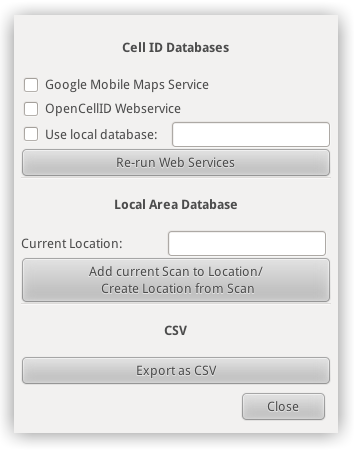 Cell ID Databases
Google Mobile Maps Service
OpenCellID Webservice
Use local database:
Re-run Web Services
Local Area Database
Current Location:
Add current Scan to Location/
Create Location from Scan
CSV
Export as CSV
Close